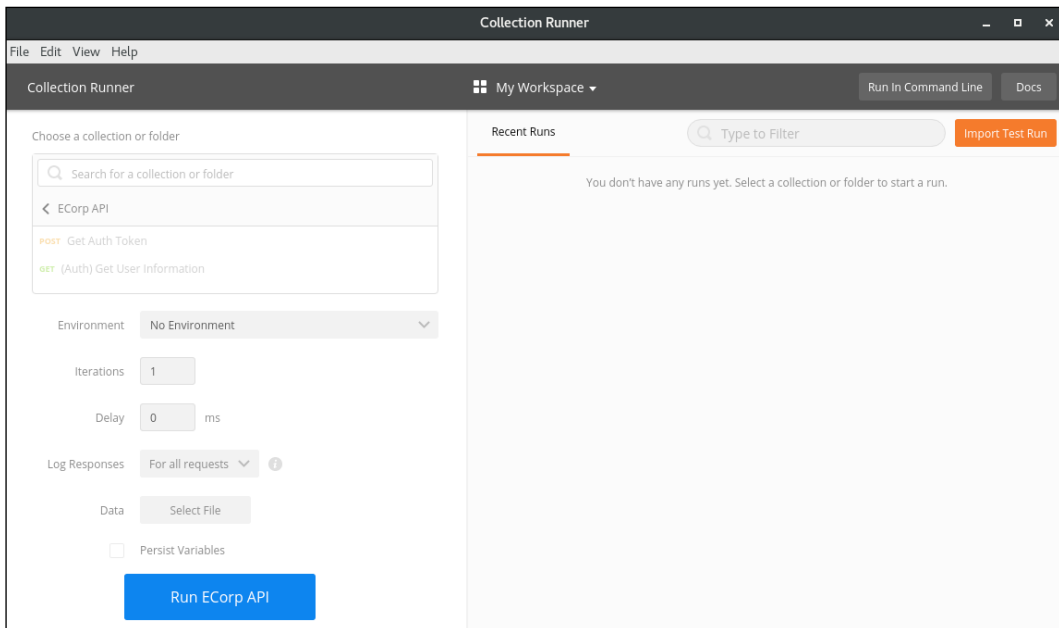 Collection Runner
File Edit View Help
Collection Runner
My Workspace
Run In Command Line
Docs
Choose a collection or folder
Search for a collection or folder
ECorp API
POST Get Auth Token
GET (Auth) Get User Information
Environment No Environment
Iterations 1
Delay 0 ms
Log Responses For all requests
Data Select File
Persist Variables
Run ECorp API
Recent Runs
Type to Filter
Import Test Run
You don't have any runs yet. Select a collection or folder to start a run.